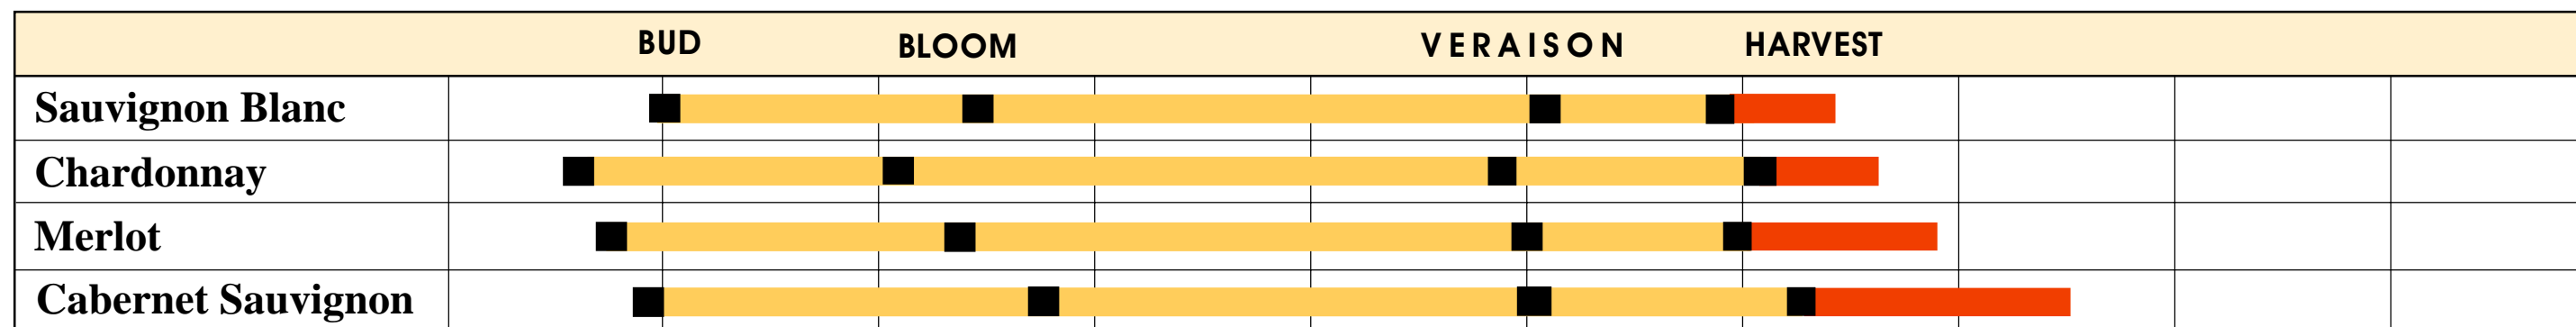 BUD BLOOM VERAISON HARVEST
Sauvignon Blanc
Chardonnay
Merlot
Cabernet Sauvignon